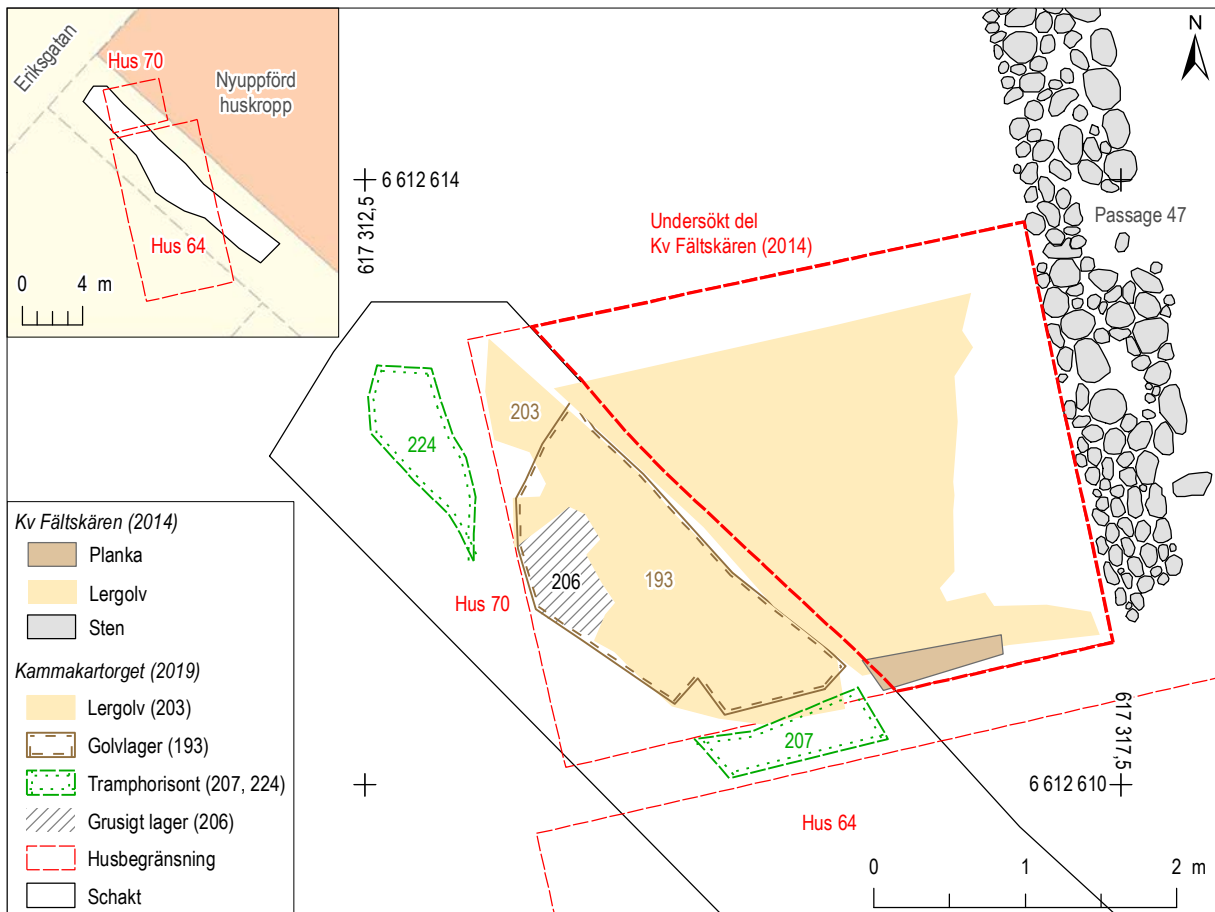 Eriksgatan
Hus 70
Nyuppförd
huskropp
Hus 64
0 4 m
N
6 612 614
617 312,5
Undersökt del
Kv Fältskären (2014)
Passage 47
203
224
193
206
Hus 70
207
617 317,5
6 612 610
Hus 64
0 1 2 m
Kv Fältskären (2014)
Planka
Lergolv
Sten
Kammakartorget (2019)
Lergolv (203)
Golvlager (193)
Tramphorisont (207, 224)
Grusigt lager (206)
Husbegränsning
Schakt